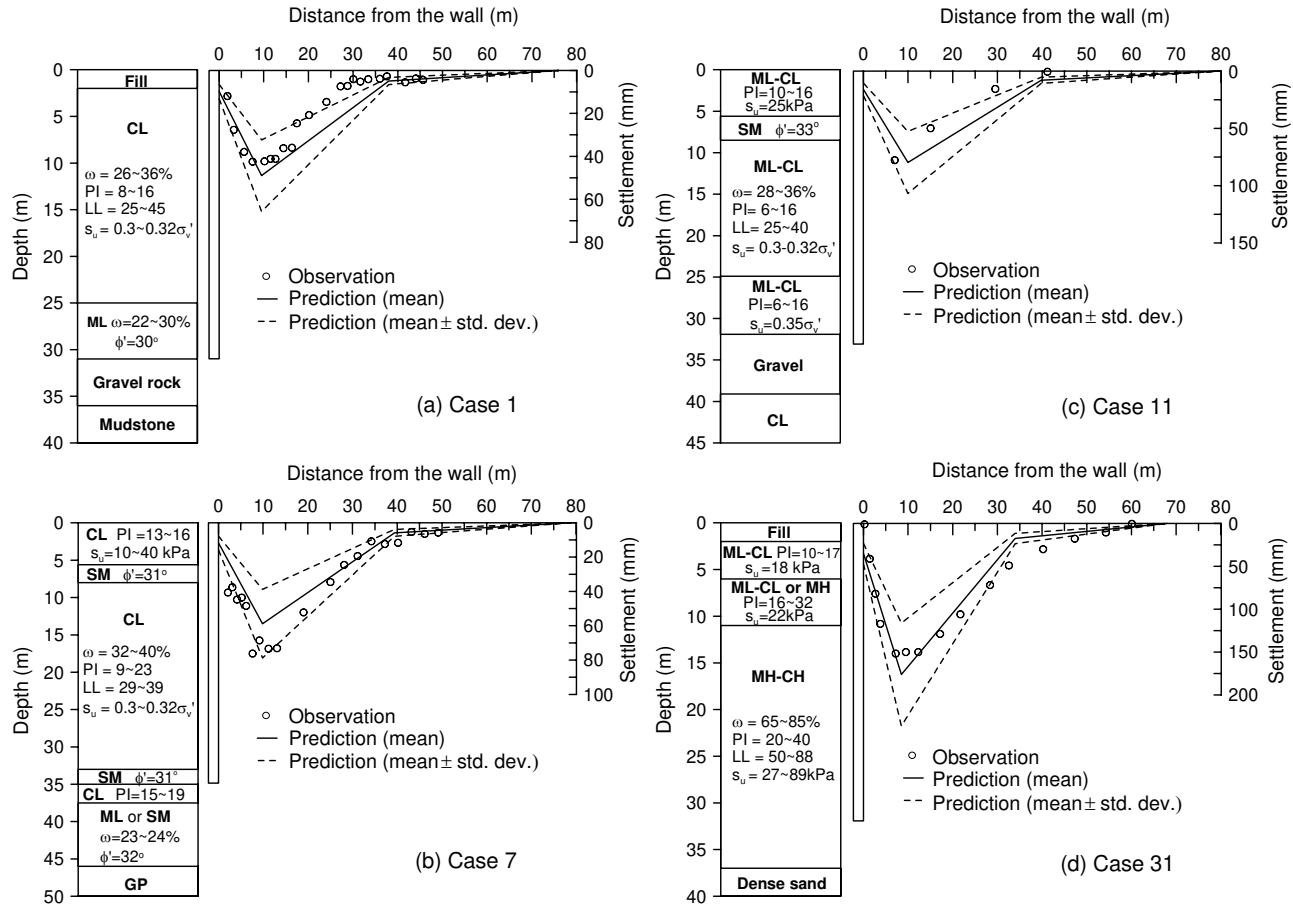 Distance from the wall (m)
0 10 20 30 40 50 60 70 80
Depth (m)
0
5
10
15
20
25
30
35
40
Fill
CL
ω = 26~36%
PI = 8~16
LL = 25~45
s_u = 0.3~0.32σ_v'
ML ω=22~30%
ϕ'=30°
Gravel rock
Mudstone
Settlement (mm)
0
20
40
60
80
Observation
Prediction (mean)
Prediction (mean± std. dev.)
(a) Case 1
Distance from the wall (m)
0 10 20 30 40 50 60 70 80
Depth (m)
0
5
10
15
20
25
30
35
40
45
ML-CL
PI=10~16
s_u=25kPa
SM ϕ'=33°
ML-CL
ω= 28~36%
PI= 6~16
LL= 25~40
s_u= 0.3-0.32σ_v'
ML-CL
PI=6~16
s_u=0.35σ_v'
Gravel
CL
Settlement (mm)
0
50
100
150
Observation
Prediction (mean)
Prediction (mean± std. dev.)
(c) Case 11
Distance from the wall (m)
0 10 20 30 40 50 60 70 80
Depth (m)
0
5
10
15
20
25
30
35
40
45
50
CL PI =13~16
s_u=10~40 kPa
SM ϕ'=31°
CL
ω = 32~40%
PI = 9~23
LL = 29~39
s_u = 0.3~0.32σ_v'
SM ϕ'=31°
CL PI=15~19
ML or SM
ω=23~24%
ϕ'=32°
GP
Settlement (mm)
0
20
40
60
80
100
Observation
Prediction (mean)
Prediction (mean± std. dev.)
(b) Case 7
Distance from the wall (m)
0 10 20 30 40 50 60 70 80
Depth (m)
0
5
10
15
20
25
30
35
40
Fill
ML-CL PI=10~17
s_u=18 kPa
ML-CL or MH
PI=16~32
s_u=22kPa
MH-CH
ω = 65~85%
PI = 20~40
LL = 50~88
s_u = 27~89kPa
Dense sand
Settlement (mm)
0
50
100
150
200
Observation
Prediction (mean)
Prediction (mean± std. dev.)
(d) Case 31